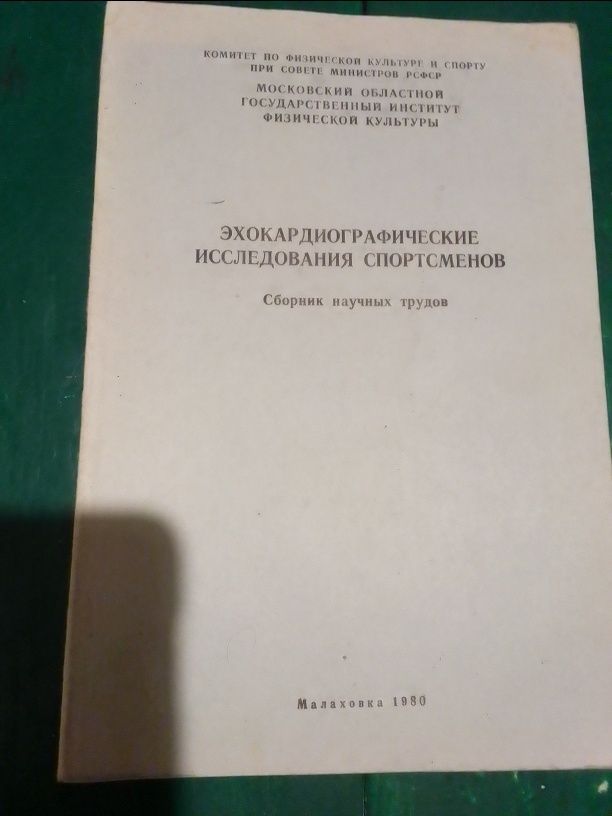 КОМИТЕТ ПО ФИЗИЧЕСКОЙ КУЛЬТУРЕ И СПОРТУ
ПРИ СОВЕТЕ МИНИСТРОВ РСФСР
МОСКОВСКИЙ ОБЛАСТНОЙ
ГОСУДАРСТВЕННЫЙ ИНСТИТУТ
ФИЗИЧЕСКОЙ КУЛЬТУРЫ
ЭХОКАРДИОГРАФИЧЕСКИЕ
ИССЛЕДОВАНИЯ СПОРТСМЕНОВ
Сборник научных трудов
Малаховка 1980